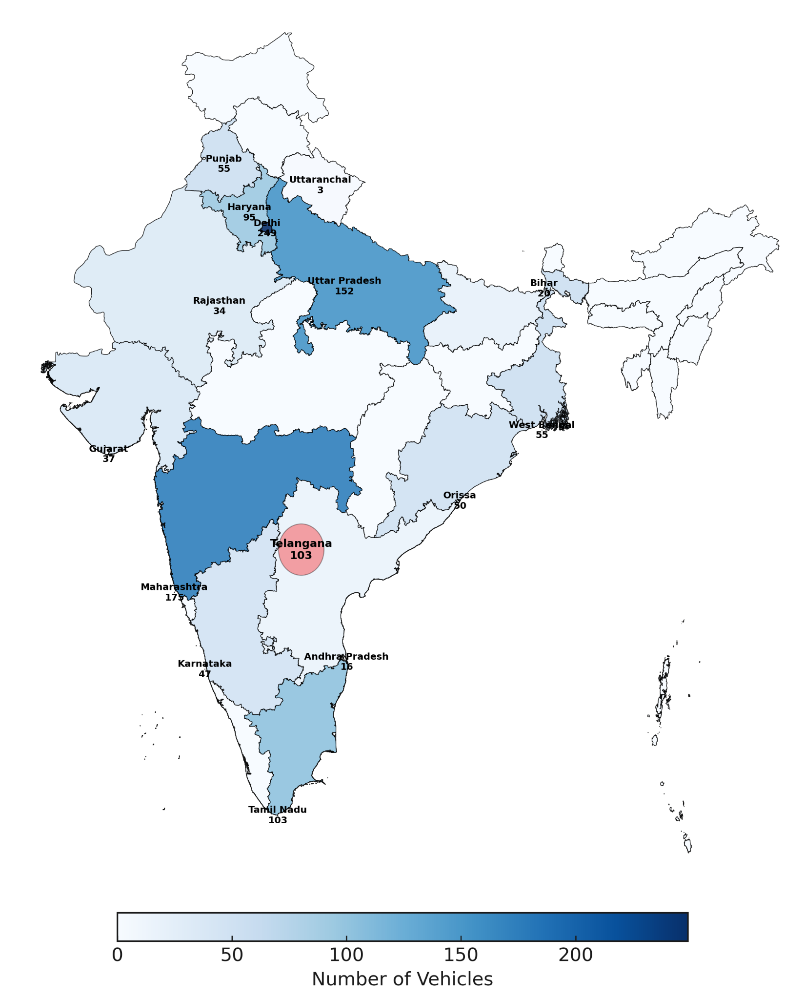 Punjab
55
Uttaranchal
3
Haryana
95
Delhi
249
Uttar Pradesh
152
Bihar
20
Rajasthan
34
West Bengal
55
Gujarat
37
Orissa
50
Telangana
103
Maharashtra
175
Andhra Pradesh
16
Karnataka
47
Tamil Nadu
103
0 50 100 150 200
Number of Vehicles